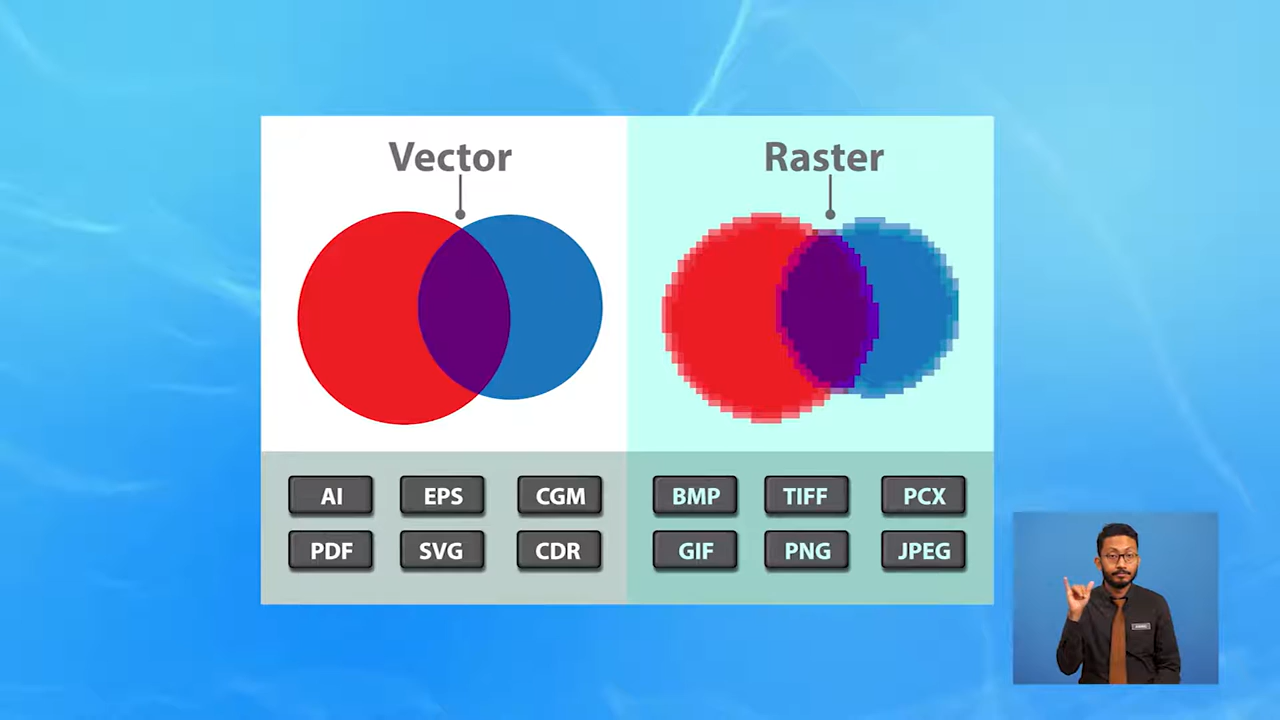 Vector
Raster
AI EPS CGM
PDF SVG CDR
BMP TIFF PCX
GIF PNG JPEG